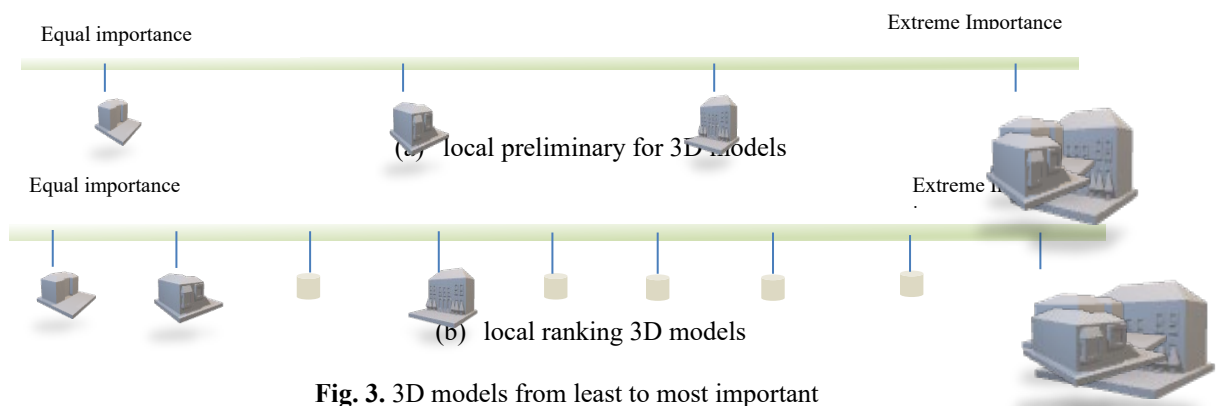 Equal importance
Extreme Importance
(a) local preliminary for 3D models
Equal importance
Extreme
(b) local ranking 3D models
Fig. 3. 3D models from least to most important